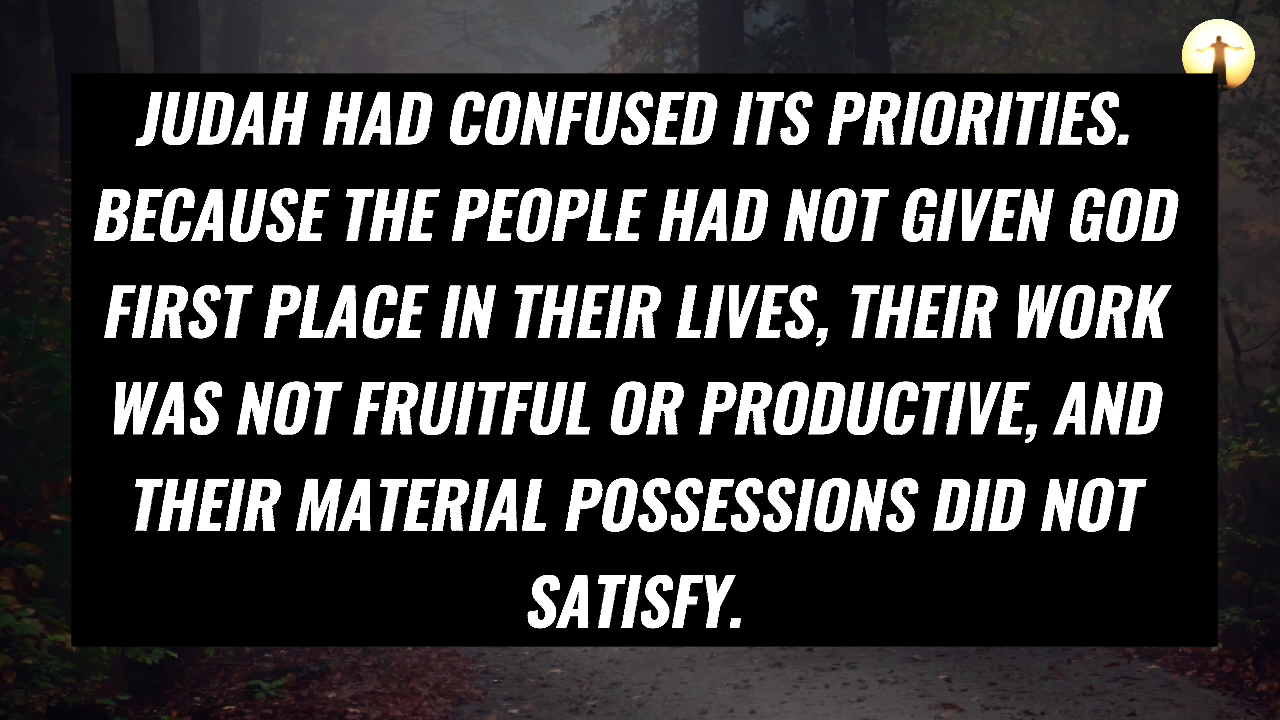 JUDAH HAD CONFUSED ITS PRIORITIES.
BECAUSE THE PEOPLE HAD NOT GIVEN GOD
FIRST PLACE IN THEIR LIVES, THEIR WORK
WAS NOT FRUITFUL OR PRODUCTIVE, AND
THEIR MATERIAL POSSESSIONS DID NOT
SATISFY.